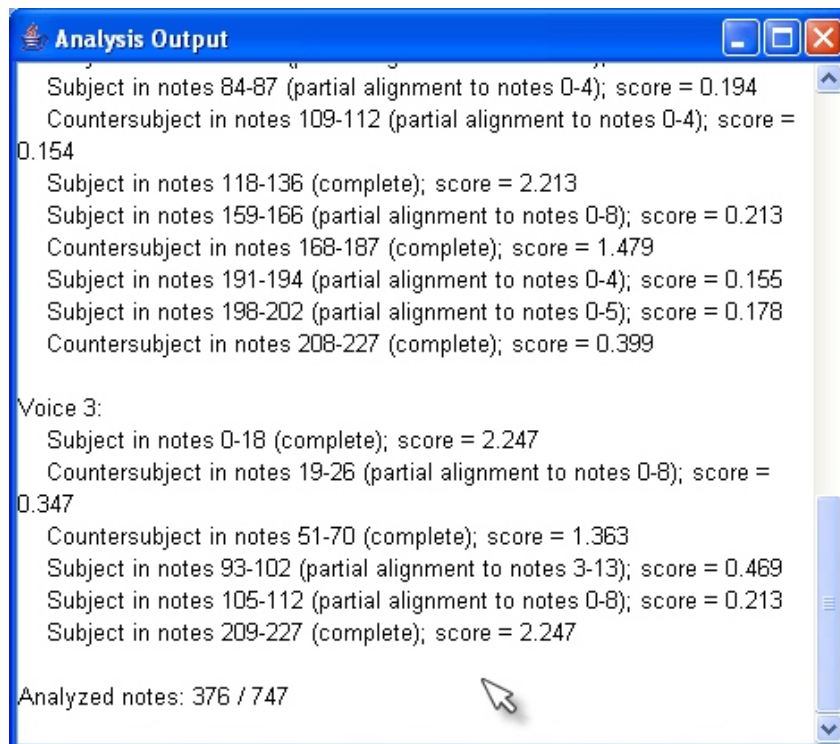 Analysis Output
Subject in notes 84-87 (partial alignment to notes 0-4); score = 0.194
Countersubject in notes 109-112 (partial alignment to notes 0-4); score =
0.154
Subject in notes 118-136 (complete); score = 2.213
Subject in notes 159-166 (partial alignment to notes 0-8); score = 0.213
Countersubject in notes 168-187 (complete); score = 1.479
Subject in notes 191-194 (partial alignment to notes 0-4); score = 0.155
Subject in notes 198-202 (partial alignment to notes 0-5); score = 0.178
Countersubject in notes 208-227 (complete); score = 0.399
Voice 3:
Subject in notes 0-18 (complete); score = 2.247
Countersubject in notes 19-26 (partial alignment to notes 0-8); score =
0.347
Countersubject in notes 51-70 (complete); score = 1.363
Subject in notes 93-102 (partial alignment to notes 3-13); score = 0.469
Subject in notes 105-112 (partial alignment to notes 0-8); score = 0.213
Subject in notes 209-227 (complete); score = 2.247
Analyzed notes: 376 / 747